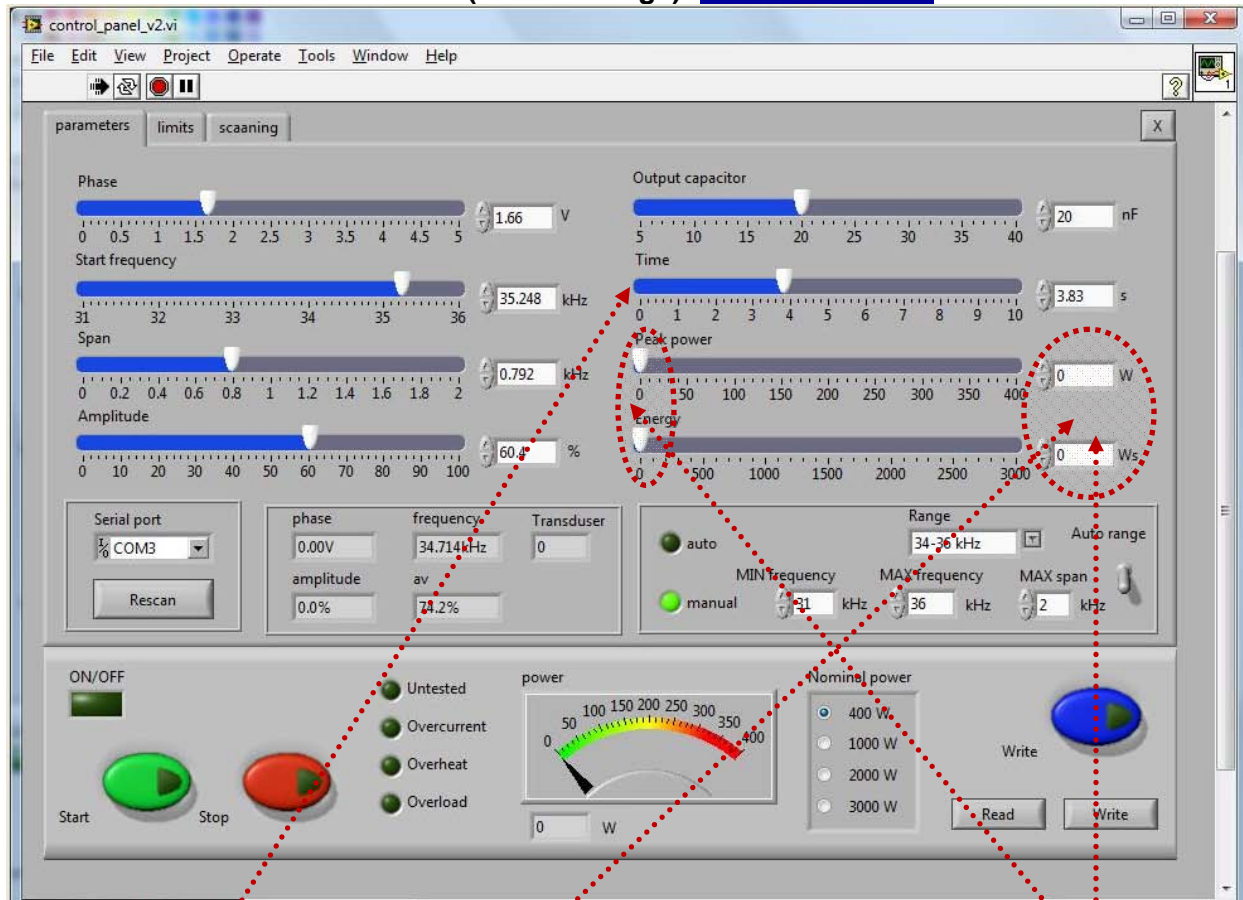 control_panel_v2.vi
File Edit View Project Operate Tools Window Help
1
parameters limits scaaning X
Phase
1.66 V
0 0.5 1 1.5 2 2.5 3 3.5 4 4.5 5
Start frequency
35.248 kHz
31 32 33 34 35 36
Span
0.792 kHz
0 0.2 0.4 0.6 0.8 1 1.2 1.4 1.6 1.8 2
Amplitude
60.4 %
0 10 20 30 40 50 60 70 80 90 100
Output capacitor
20 nF
5 10 15 20 25 30 35 40
Time
3.83 s
0 1 2 3 4 5 6 7 8 9 10
Peak power
0 W
0 50 100 150 200 250 300 350 400
Energy
0 Ws
0 500 1000 1500 2000 2500 3000
Serial port
COM3
Rescan
phase frequency Transduser
0.00V 34.714kHz 0
amplitude av
0.0% 74.2%
auto
manual
Range
34-36 kHz
Auto range
MIN frequency MAX frequency MAX span
31 kHz 36 kHz 2 kHz
ON/OFF
Start Stop
Untested
Overcurrent
Overheat
Overload
power
0 50 100 150 200 250 300 350 400
0 W
Nominal power
400 W
1000 W
2000 W
3000 W
Write
Read Write